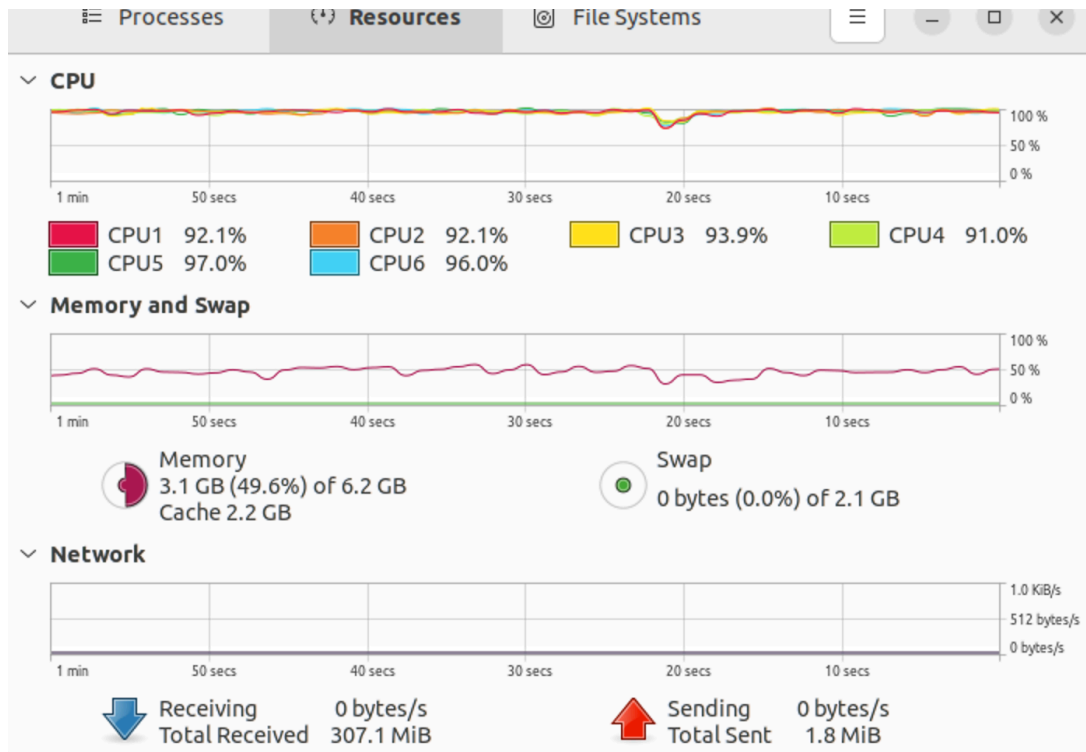 Processes Resources File Systems
CPU
100 %
50 %
0 %
1 min 50 secs 40 secs 30 secs 20 secs 10 secs
CPU1 92.1% CPU2 92.1% CPU3 93.9% CPU4 91.0%
CPU5 97.0% CPU6 96.0%
Memory and Swap
100 %
50 %
0 %
1 min 50 secs 40 secs 30 secs 20 secs 10 secs
Memory
3.1 GB (49.6%) of 6.2 GB
Cache 2.2 GB
Swap
0 bytes (0.0%) of 2.1 GB
Network
1.0 KiB/s
512 bytes/s
0 bytes/s
1 min 50 secs 40 secs 30 secs 20 secs 10 secs
Receiving 0 bytes/s
Total Received 307.1 MiB
Sending 0 bytes/s
Total Sent 1.8 MiB